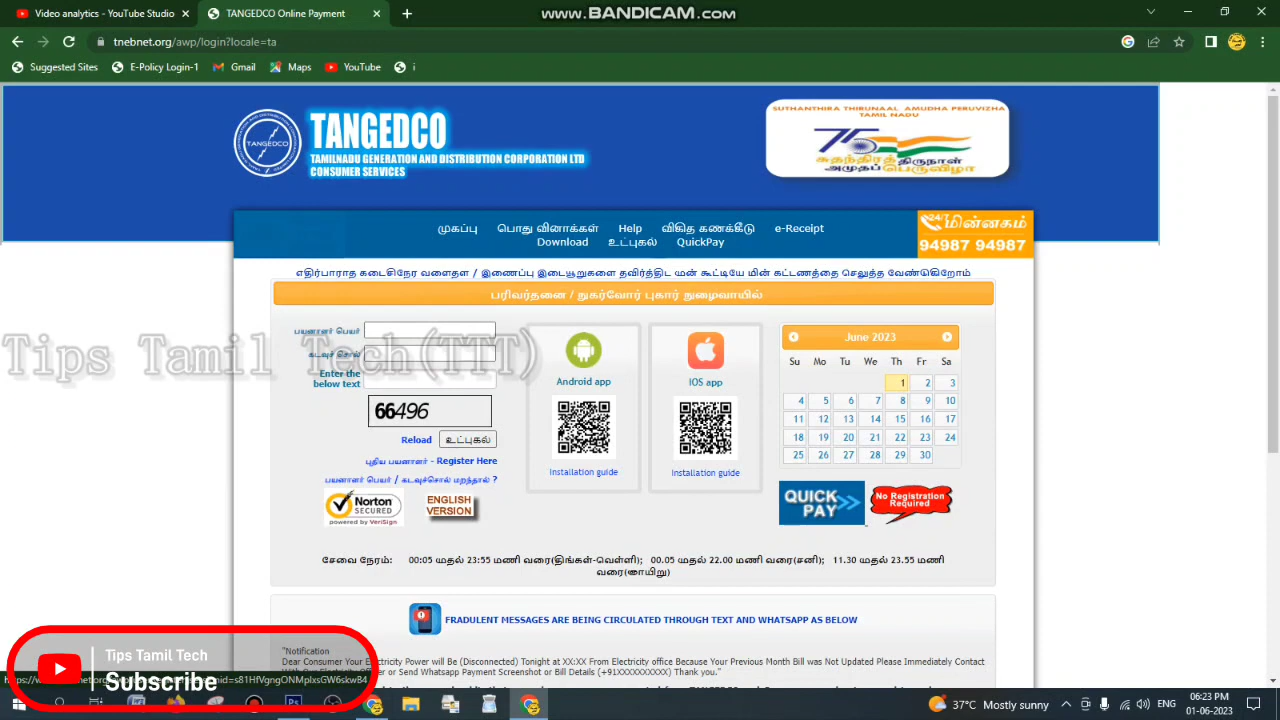 Video analytics - YouTube Studio
TANGEDCO Online Payment
www.BANDICAM.com
tnebnet.org/awp/login?locale=ta
Suggested Sites
E-Policy Login-1
Gmail
Maps
YouTube
i
TANGEDCO
TANGEDCO
TAMILNADU GENERATION AND DISTRIBUTION CORPORATION LTD
CONSUMER SERVICES
SUTHANTHIRA THIRUNAAL AMUDHA PERUVIZHA
TAMIL NADU
75
சுதந்திரத் திருநாள்
அமுதப் பெருவிழா
முகப்பு பொது வினாக்கள் Help விகித கணக்கீடு e-Receipt
Download உட்புகல் QuickPay
24/7 மின்னகம்
94987 94987
எதிர்பாராத கடைசிநேர வளைதள / இணைப்பு இடையூறுகளை தவிர்த்திட முன் கூட்டியே மின் கட்டணத்தை செலுத்த வேண்டுகிறோம்
பரிவர்தனை / நுகர்வோர் புகார் நுழைவாயில்
பயனாளர் பெயர்
கடவுச் சொல்
Tips Tamil Tech(TTT)
Enter the
below text
66496
Reload உட்புகல்
புதிய பயனாளர் - Register Here
பயனாளர் பெயர் / கடவுச்சொல் மறந்தால் ?
Norton
SECURED
powered by VeriSign
ENGLISH
VERSION
Android app
Installation guide
IOS app
Installation guide
June 2023
Su Mo Tu We Th Fr Sa
1 2 3
4 5 6 7 8 9 10
11 12 13 14 15 16 17
18 19 20 21 22 23 24
25 26 27 28 29 30
QUICK
PAY
No Registration
Required
சேவை நேரம்: 00:05 முதல் 23:55 மணி வரை(திங்கள்-வெள்ளி); 00.05 முதல் 22.00 மணி வரை(சனி); 11.30 முதல் 23.55 மணி
வரை(ஞாயிறு)
FRADULENT MESSAGES ARE BEING CIRCULATED THROUGH TEXT AND WHATSAPP AS BELOW
"Notification
Dear Consumer Your Electricity Power will Be (Disconnected) Tonight at XX:XX From Electricity office Because Your Previous Month Bill was Not Updated Please Immediately Contact
er or Send Whatsapp Payment Screenshot or Bill Details (+91XXXXXXXXXX) Thank you."
Tips Tamil Tech
Subscribe
37°C Mostly sunny
ENG
06:23 PM
01-06-2023